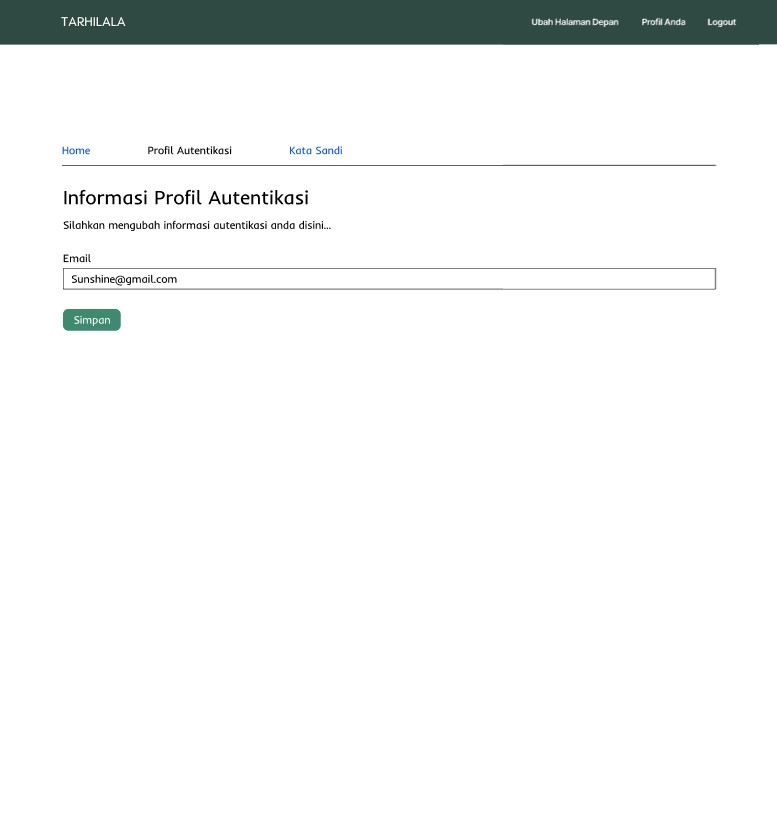 TARHILALA Ubah Halaman Depan Profil Anda Logout
Home Profil Autentikasi Kata Sandi
Informasi Profil Autentikasi
Silahkan mengubah informasi autentikasi anda disini...
Email
Sunshine@gmail.com
Simpan